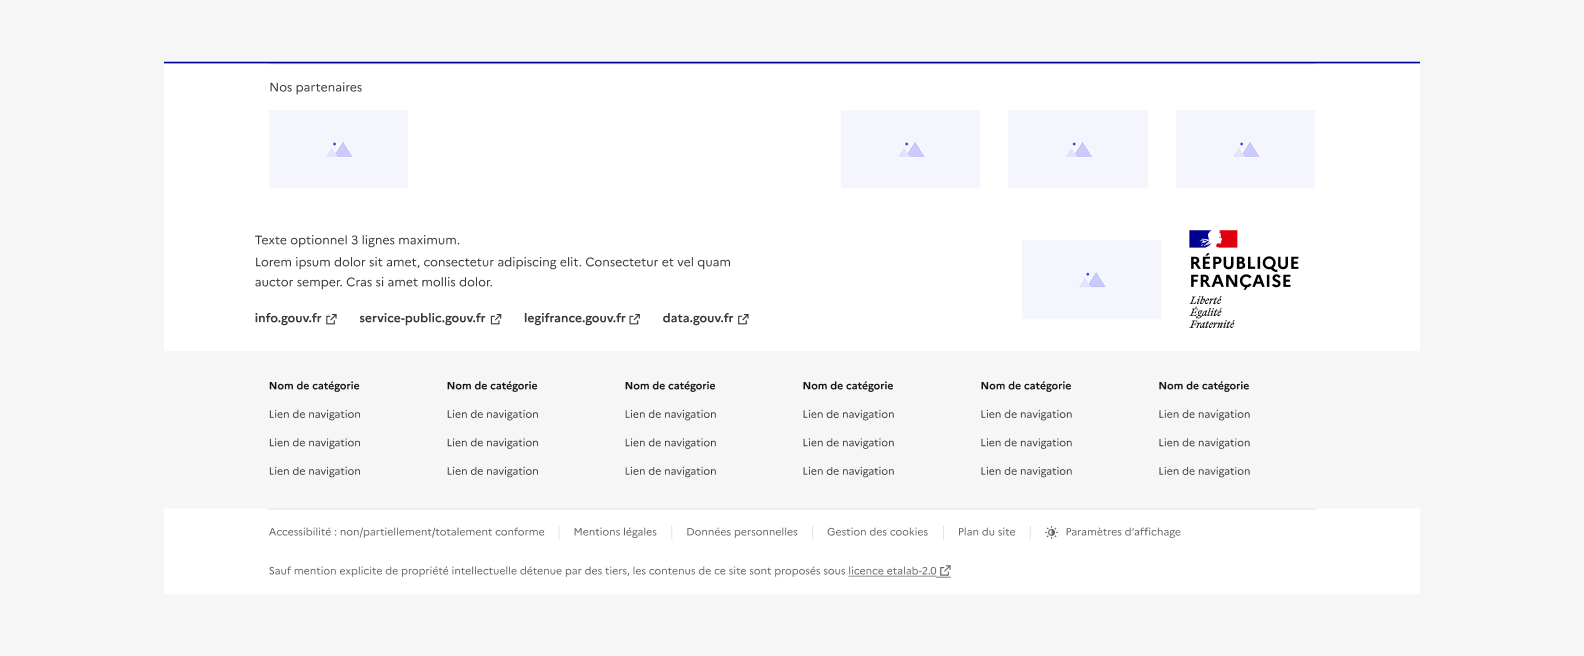 Nos partenaires
Texte optionnel 3 lignes maximum.
Lorem ipsum dolor sit amet, consectetur adipiscing elit. Consectetur et vel quam
auctor semper. Cras si amet mollis dolor.
info.gouv.fr service-public.gouv.fr legifrance.gouv.fr data.gouv.fr
RÉPUBLIQUE
FRANÇAISE
Liberté
Égalité
Fraternité
Nom de catégorie Nom de catégorie Nom de catégorie Nom de catégorie Nom de catégorie Nom de catégorie
Lien de navigation Lien de navigation Lien de navigation Lien de navigation Lien de navigation Lien de navigation
Lien de navigation Lien de navigation Lien de navigation Lien de navigation Lien de navigation Lien de navigation
Lien de navigation Lien de navigation Lien de navigation Lien de navigation Lien de navigation Lien de navigation
Accessibilité : non/partiellement/totalement conforme Mentions légales Données personnelles Gestion des cookies Plan du site Paramètres d’affichage
Sauf mention explicite de propriété intellectuelle détenue par des tiers, les contenus de ce site sont proposés sous licence etalab-2.0